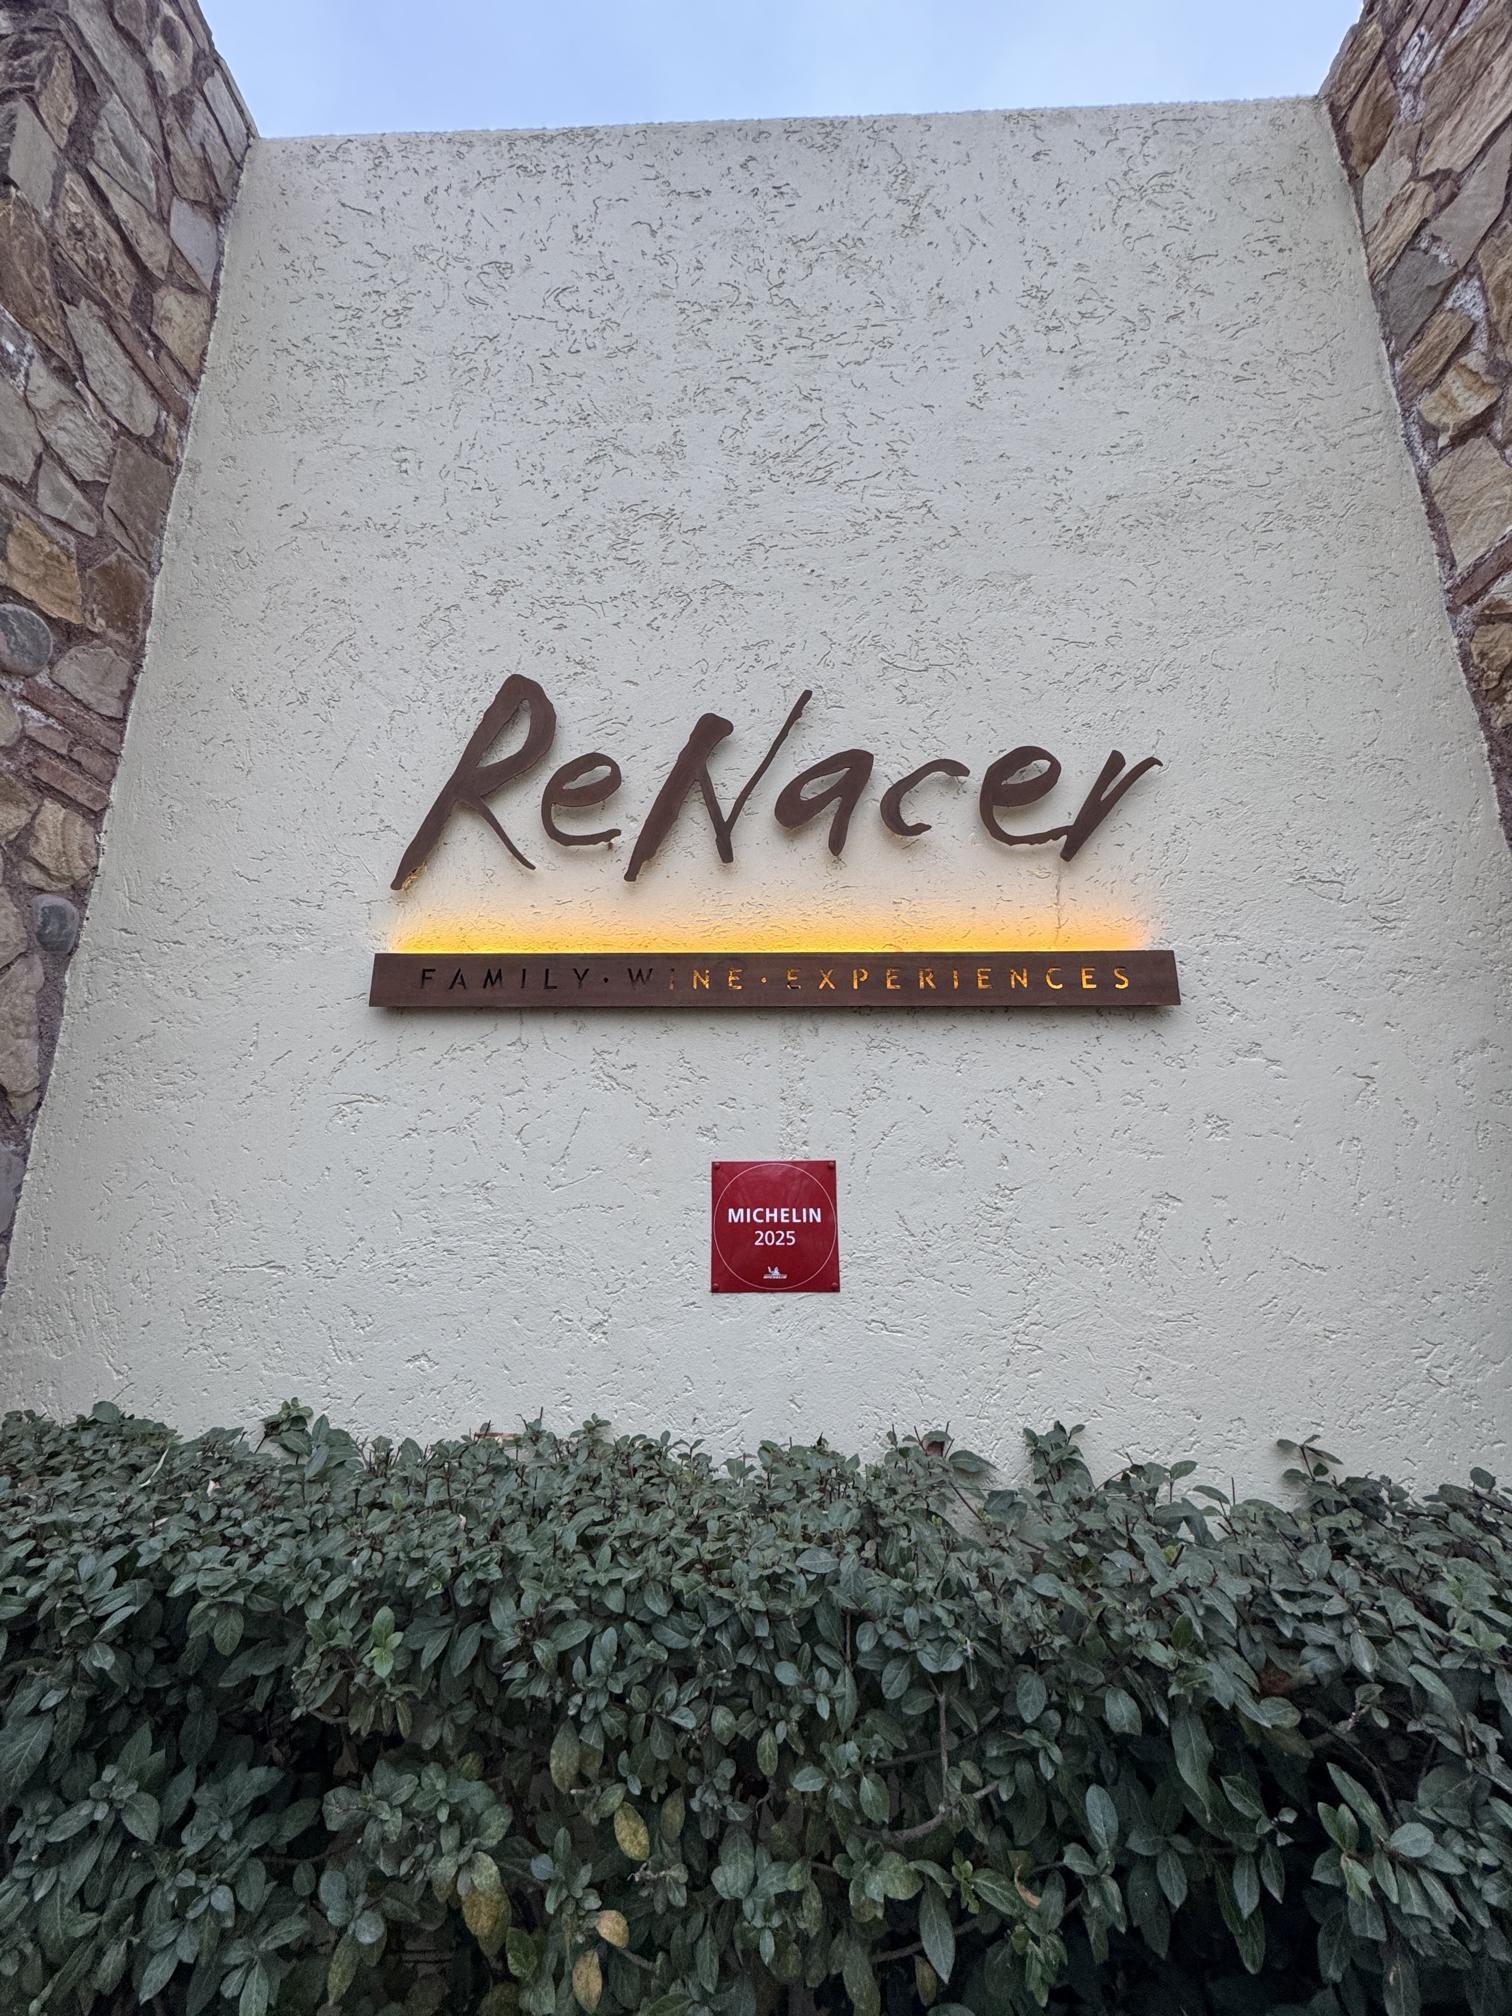 ReNacer
FAMILY · WINE · EXPERIENCES
MICHELIN
2025